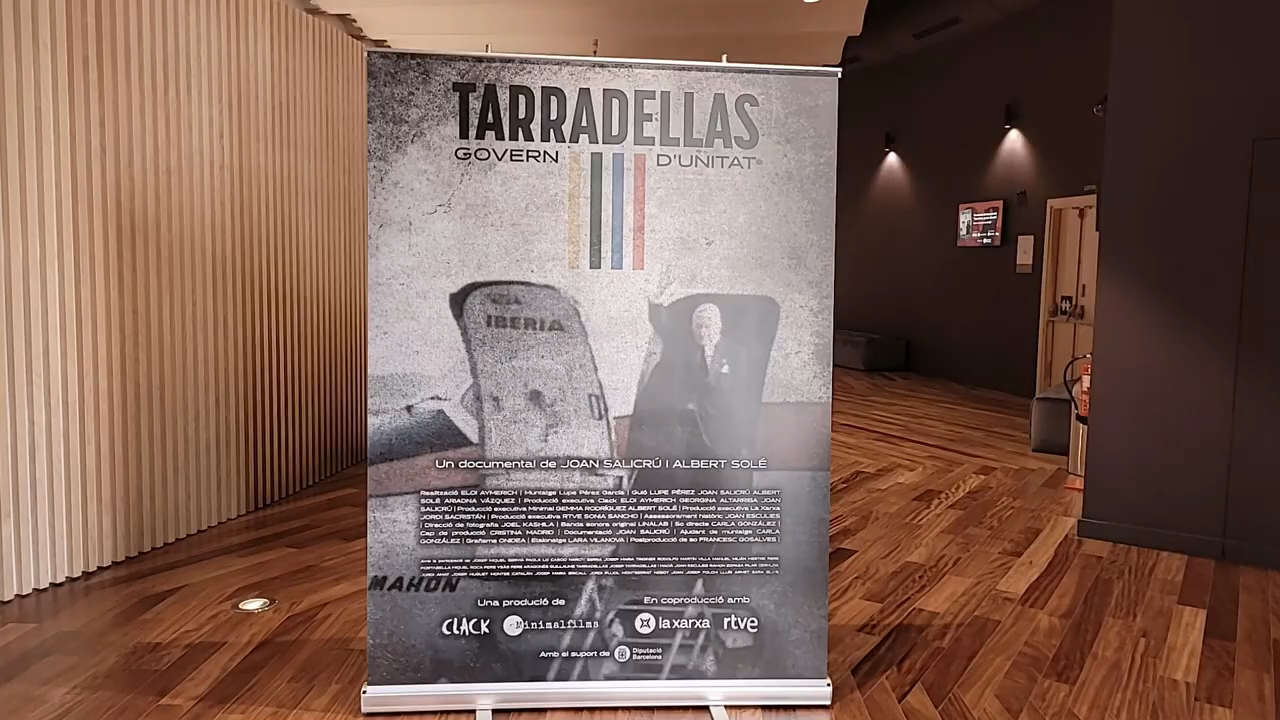 TARRADELLAS
GOVERN D'UNITAT
IBERIA
Un documental de JOAN SALICRÚ I ALBERT SOLÉ
Realització ELOI AYMERICH | Muntatge Lupe Pérez García | Guió LUPE PÉREZ JOAN SALICRÚ ALBERT
SOLÉ ARIADNA VÁZQUEZ | Producció executiva Clack ELOI AYMERICH GEORGINA ALTARRIBA JOAN
SALICRÚ | Producció executiva Minimal GEMMA RODRÍGUEZ ALBERT SOLÉ | Producció executiva La Xarxa
JORDI SACRISTÁN | Producció executiva RTVE SONIA SANCHO | Assessorament històric JOAN ESCULIES
| Direcció de fotografia JOEL KASHILA | Banda sonora original LINALAB | So directe CARLA GONZÁLEZ |
Cap de producció CRISTINA MADRID | Documentació JOAN SALICRÚ | Ajudant de muntatge CARLA
GONZÁLEZ | Grafisme ONDEA | Etalonatge LARA VILANOVA | Postproducció de so FRANCESC GOSALVES |
MAHON
Una produció de
En coproducció amb
CLACK Minimalfilms la xarxa rtve
Amb el suport de Diputació Barcelona